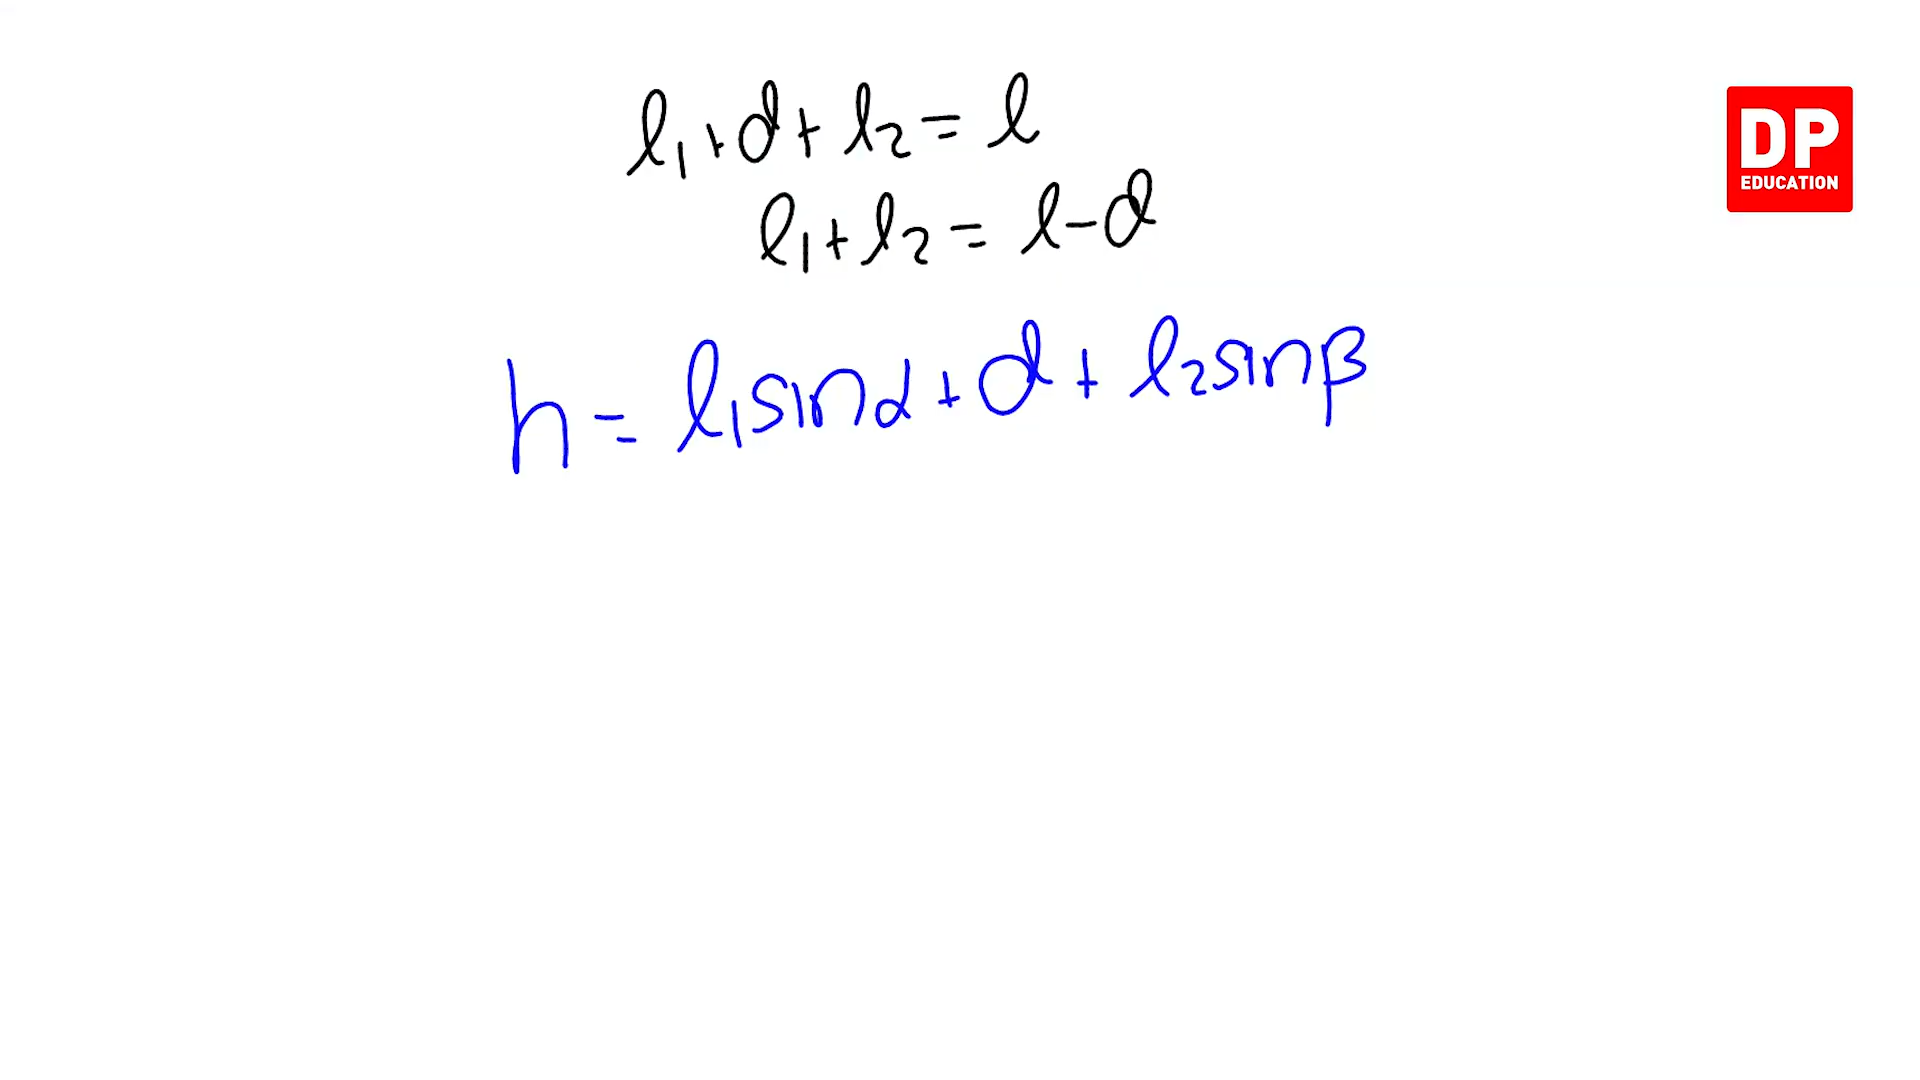 l₁+d+l₂=l
l₁+l₂=l-d
h=l₁sinα+d+l₂sinβ
DP
EDUCATION